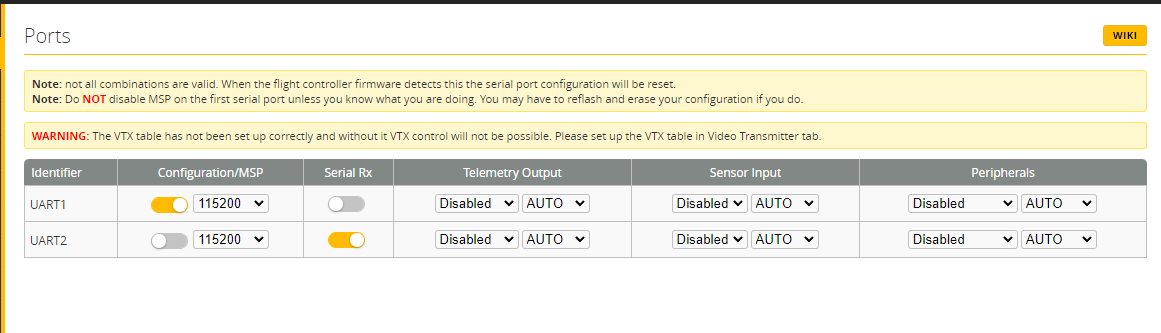 Ports
WIKI
Note: not all combinations are valid. When the flight controller firmware detects this the serial port configuration will be reset.
Note: Do NOT disable MSP on the first serial port unless you know what you are doing. You may have to reflash and erase your configuration if you do.
WARNING: The VTX table has not been set up correctly and without it VTX control will not be possible. Please set up the VTX table in Video Transmitter tab.
Identifier Configuration/MSP Serial Rx Telemetry Output Sensor Input Peripherals
UART1 115200 Disabled AUTO Disabled AUTO Disabled AUTO
UART2 115200 Disabled AUTO Disabled AUTO Disabled AUTO